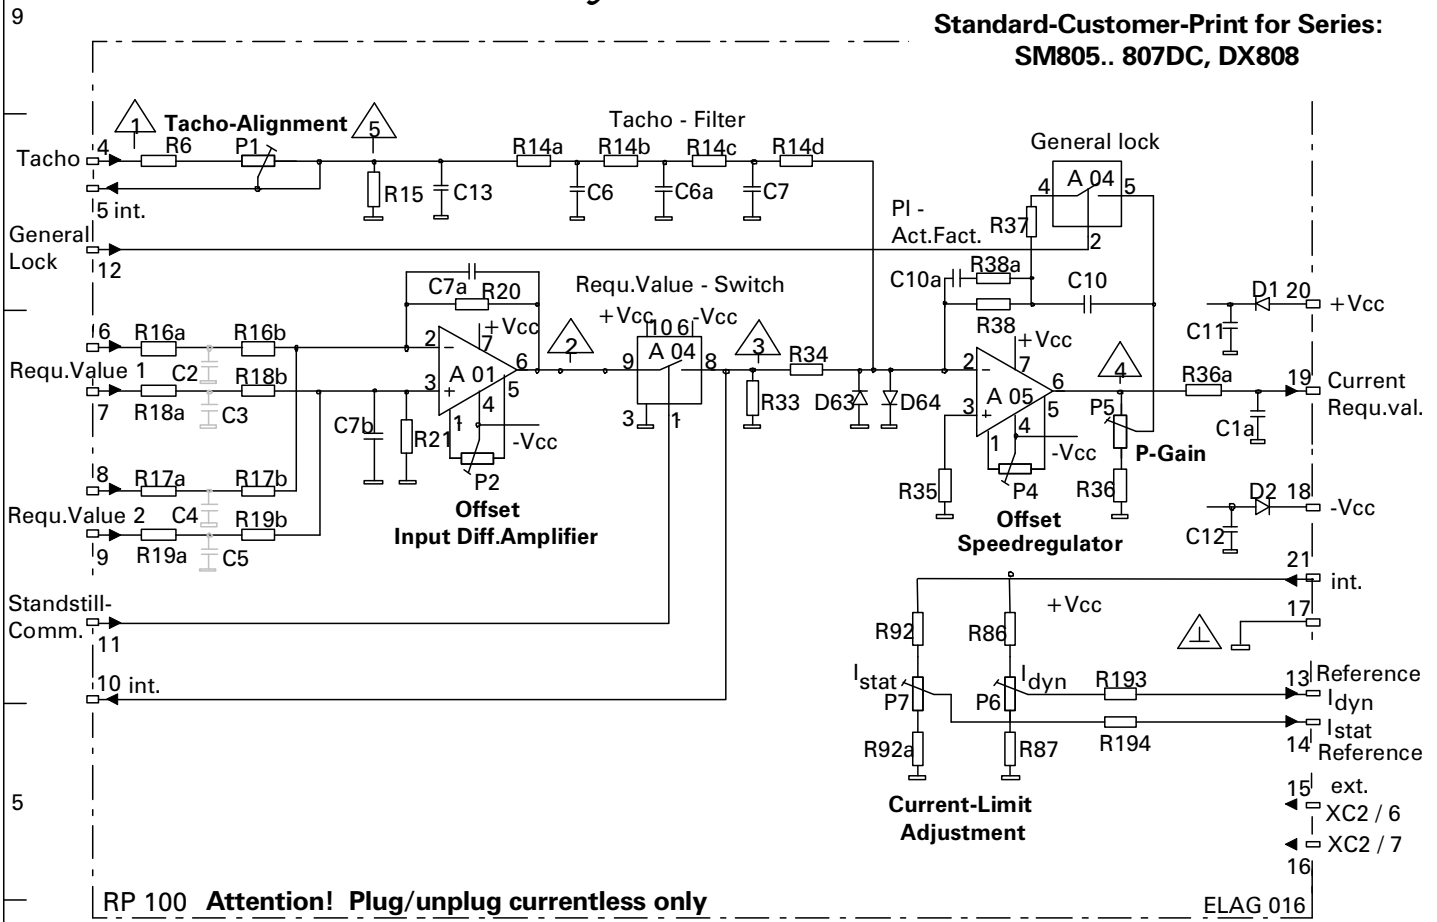 9
Standard-Customer-Print for Series:
SM805.. 807DC, DX808
1
Tacho-Alignment
5
Tacho - Filter
General lock
4
R6
P1
R14a
R14b
R14c
R14d
Tacho
4
A 04
5
R15
C13
C6
C6a
C7
5 int.
PI -
Act.Fact.
R37
General
Lock
2
12
C7a
R20
Requ.Value - Switch
C10a
R38a
C10
D1
20
+Vcc
-Vcc
+Vcc
6
R16a
R16b
+Vcc
10
6
R38
C11
2
7
2
3
+Vcc
C2
–
6
9
A 04
8
R34
2
–
7
4
Requ.Value 1
R18b
3
+
A 01
5
6
R36a
19
Current
Requ.val.
7
R18a
C3
C7b
R21
1
4
-Vcc
3
1
R33
D63
D64
3
+
A 05
5
P5
C1a
1
4
-Vcc
P-Gain
8
R17a
R17b
P2
R35
P4
R36
D2
18
-Vcc
Requ.Value 2
C4
R19b
Offset
Input Diff.Amplifier
Offset
Speedregulator
C12
9
R19a
C5
21
int.
Standstill-
Comm.
+Vcc
17
11
R92
R86
10 int.
Istat
Idyn
R193
13
Reference
Idyn
P7
P6
Istat
R92a
R87
R194
14
Reference
15
ext.
5
Current-Limit
Adjustment
XC2 / 6
XC2 / 7
16
RP 100
Attention! Plug/unplug currentless only
ELAG 016